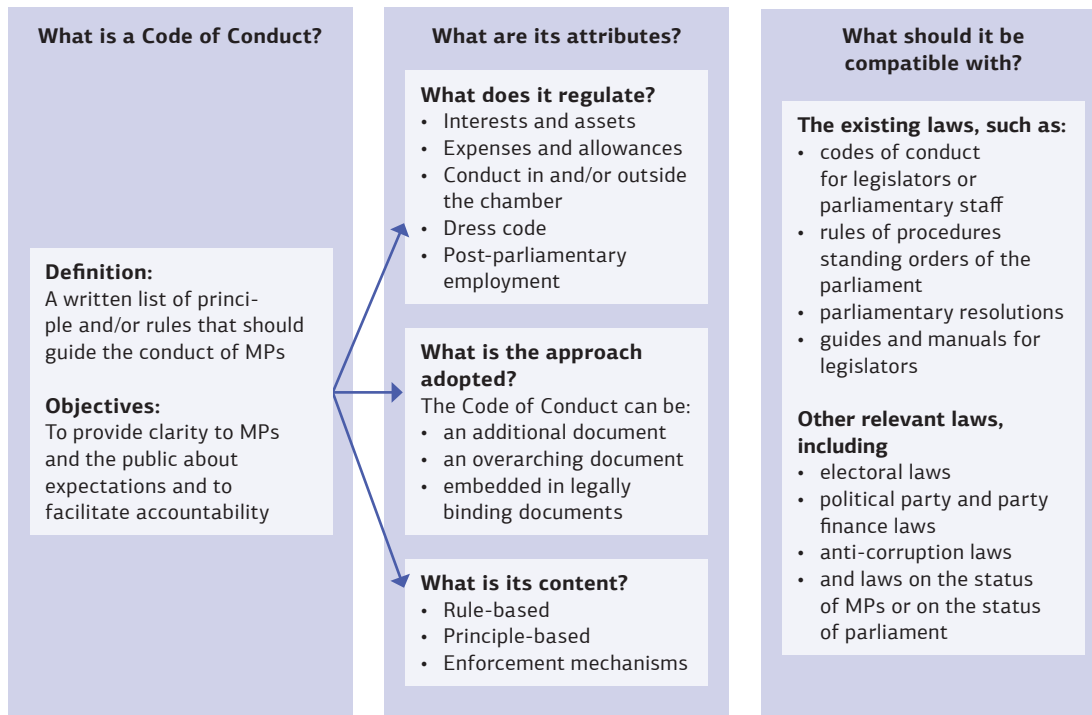 What is a Code of Conduct?
Definition:
A written list of princi-
ple and/or rules that should
guide the conduct of MPs
Objectives:
To provide clarity to MPs
and the public about
expectations and to
facilitate accountability
What are its attributes?
What does it regulate?
• Interests and assets
• Expenses and allowances
• Conduct in and/or outside
the chamber
• Dress code
• Post-parliamentary
employment
What is the approach
adopted?
The Code of Conduct can be:
• an additional document
• an overarching document
• embedded in legally
binding documents
What is its content?
• Rule-based
• Principle-based
• Enforcement mechanisms
What should it be
compatible with?
The existing laws, such as:
• codes of conduct
for legislators or
parliamentary staff
• rules of procedures
standing orders of the
parliament
• parliamentary resolutions
• guides and manuals for
legislators
Other relevant laws,
including
• electoral laws
• political party and party
finance laws
• anti-corruption laws
• and laws on the status
of MPs or on the status
of parliament